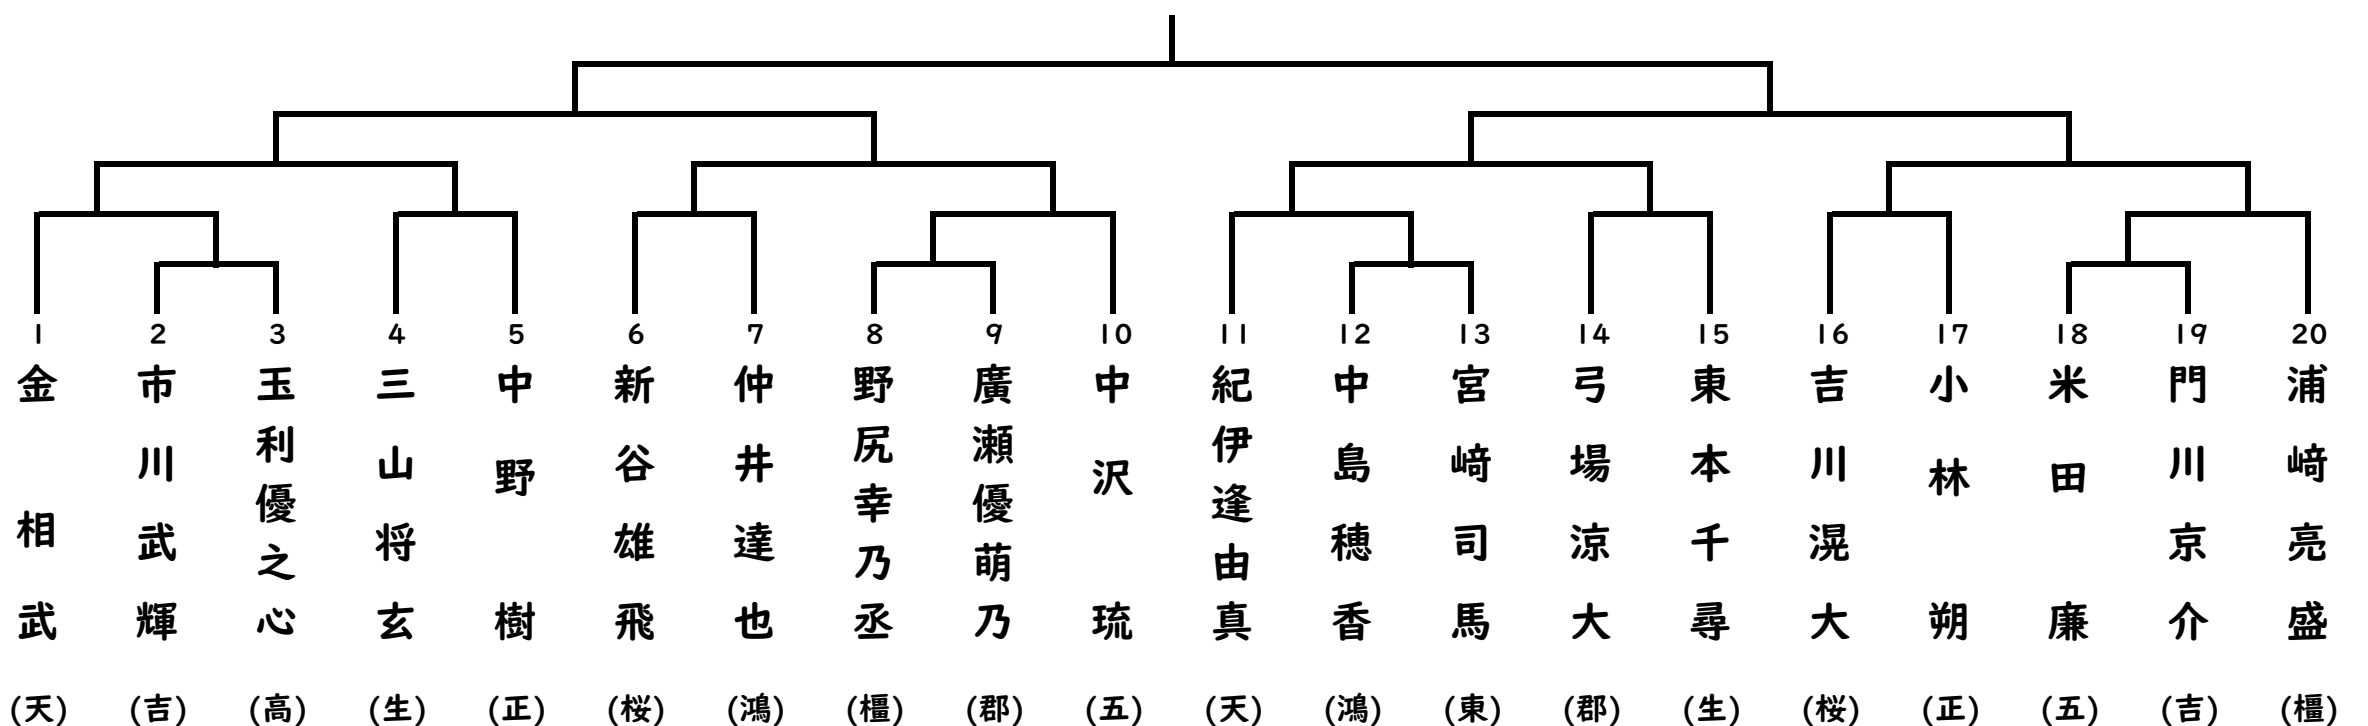 1 金相武 (天)
2 市川武輝 (吉)
3 玉利優之心 (高)
4 三山将玄 (生)
5 中野樹 (正)
6 新谷雄飛 (桜)
7 仲井達也 (鴻)
8 野尻幸乃丞 (橿)
9 廣瀬優萌乃 (郡)
10 中沢琉 (五)
11 紀伊逢由真 (天)
12 中島穂香 (鴻)
13 宮﨑司馬 (東)
14 弓場涼大 (郡)
15 東本千尋 (生)
16 吉川滉大 (桜)
17 小林朔 (正)
18 米田廉 (五)
19 門川京介 (吉)
20 浦﨑亮盛 (橿)